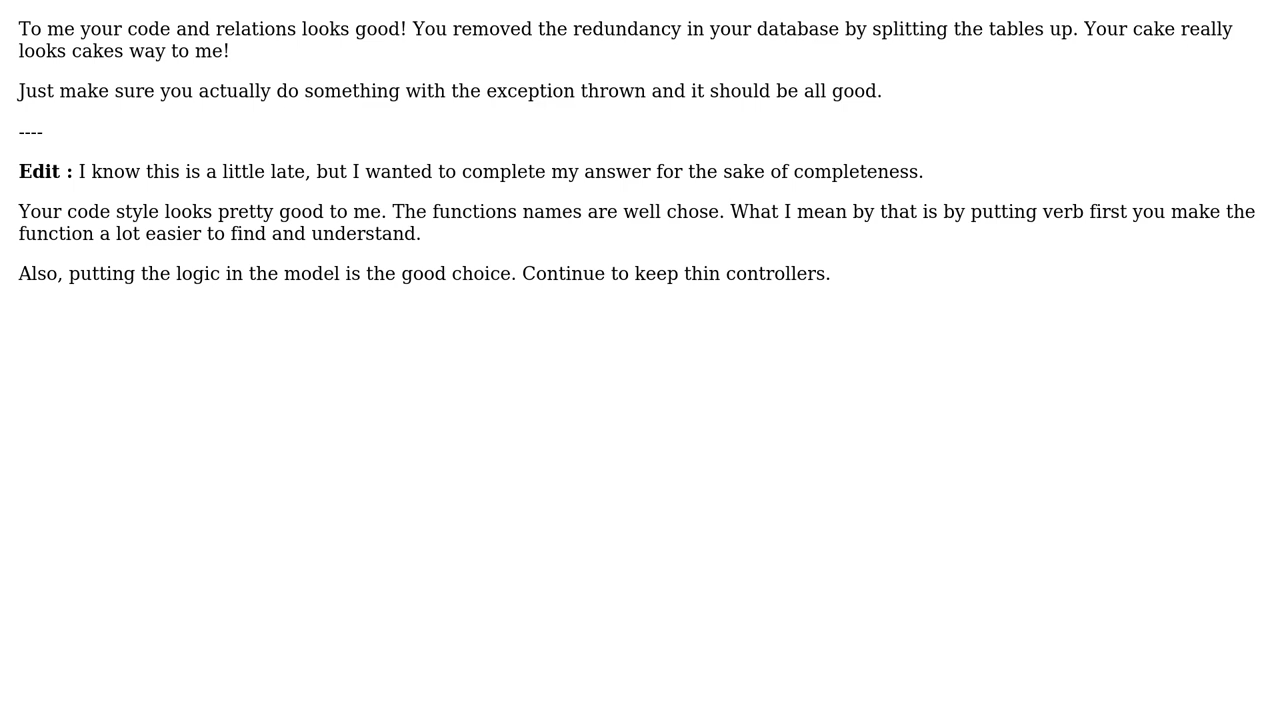 To me your code and relations looks good! You removed the redundancy in your database by splitting the tables up. Your cake really
looks cakes way to me!
Just make sure you actually do something with the exception thrown and it should be all good.
----
Edit : I know this is a little late, but I wanted to complete my answer for the sake of completeness.
Your code style looks pretty good to me. The functions names are well chose. What I mean by that is by putting verb first you make the
function a lot easier to find and understand.
Also, putting the logic in the model is the good choice. Continue to keep thin controllers.